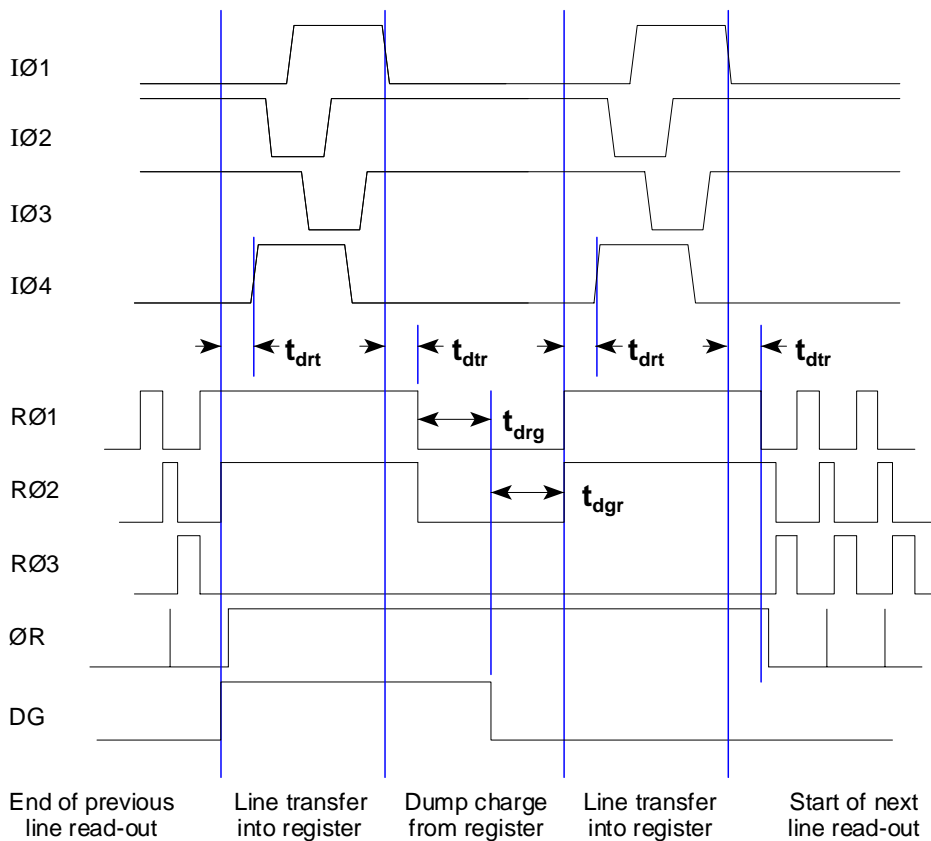 IØ1
IØ2
IØ3
IØ4
tdrt
tdtr
tdrt
tdtr
RØ1
tdrg
RØ2
tdgr
RØ3
ØR
DG
End of previous
line read-out
Line transfer
into register
Dump charge
from register
Line transfer
into register
Start of next
line read-out